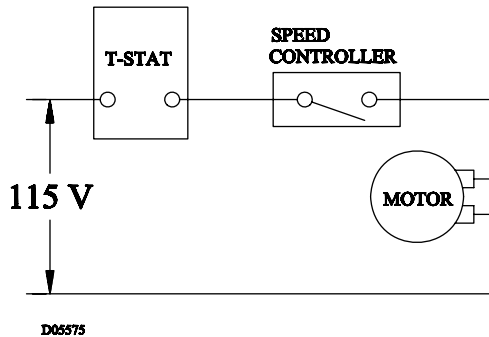 SPEED
CONTROLLER
T-STAT
115 V
MOTOR
D05575